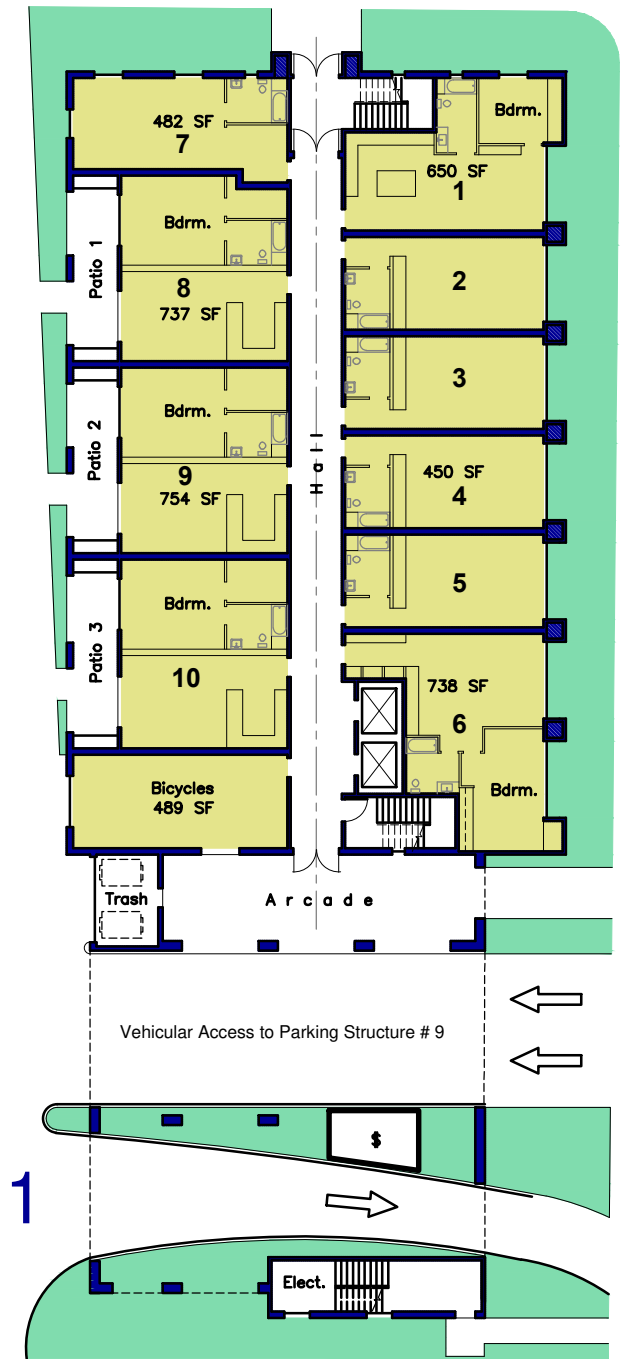 482 SF
7
Bdrm.
650 SF
1
Bdrm.
8
737 SF
Patio 1
2
3
Bdrm.
9
754 SF
Patio 2
Hall
450 SF
4
5
Bdrm.
10
Patio 3
738 SF
6
Bdrm.
Bicycles
489 SF
Trash
Arcade
Vehicular Access to Parking Structure # 9
$
1
Elect.